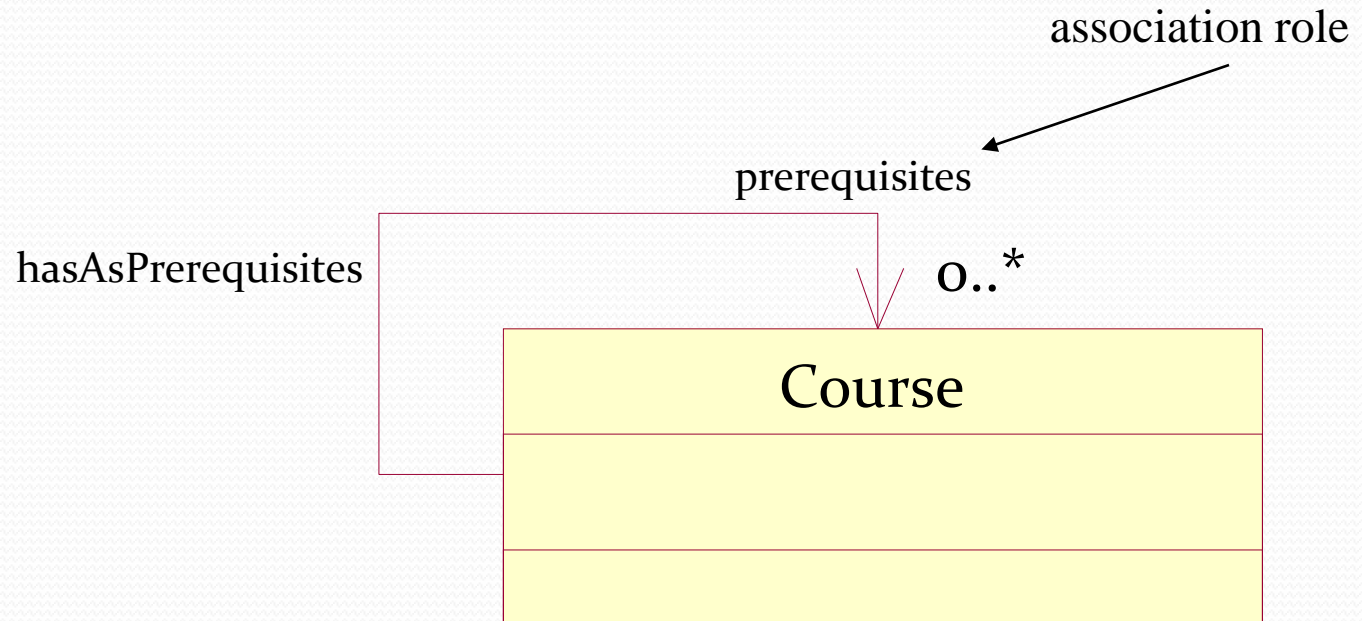 association role
prerequisites
hasAsPrerequisites
0..*
Course